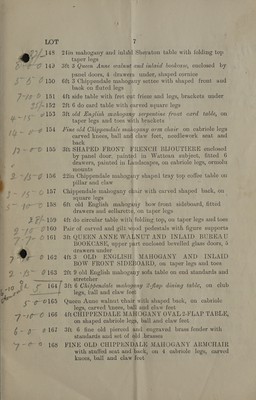 LOT 7
148 24in mahogany and inlaid Sheraton table with folding top
taper legs
149 3ft 3 Queen Anne walnut and inlaid bookcase, enclosed by
panel doors, 4 drawers under, shaped cornice
150 6ft 3 Chippendale mahogany settee with shaped front and
back on fluted legs
151 4ft side table with fret cut frieze and legs, brackets under
152 2ft 6 do card table with carved square legs
153 3ft old English mahogany serpentine front card table, on
taper legs and toes with brackets
154 Fine old Chippendale mahogany arm chair on cabriole legs
carved knees, ball and claw feet, needlework seat and
back
155 3ft SHAPED FRONT FRENCH BIJOUTIERE enclosed
by panel door painted in Watteau subject, fitted 6
drawers, painted in Landscapes, on cabriole legs, ormolu
mounts
156 22in Chippendale mahogany shaped tray top coffee table on
pillar and claw
157 Chippendale mahogany chair with carved shaped back, on
square legs
158 6ft old English mahogany bow front sideboard, fitted
drawers and cellarette, on taper legs
159 4ft do circular table with folding top, on taper legs and toes
160 Pair of carved and gilt wood pedestals with figure supports
161 3ft QUEEN ANNE WALNUT AND INLAID BUREAU
BOOKCASE, upper part enclosed bevelled glass doors, 5
drawers under
162 4ft 3 OLD ENGLISH MAHOGANY AND INLAID
BOW FRONT SIDEBOARD, on taper legs and toes
163 2ft 9 old English mahogany sofa table on end standards and
stretcher
164 3ft 6 Chippendale mahogany 2-flap dining table, on club
legs, ball and claw feet
165 Queen Anne walnut chair with shaped back, on cabriole
legs, carved knees, ball and claw feet
166 4ft CHIPPENDALE MAHOGANY OVAL 2-FLAP TABLE,
on shaped cabriole legs, ball and claw feet
167 3ft 6 fine old pierced and engraved brass fender with
standards and set of old brasses
168 FINE OLD CHIPPENDALE MAHOGANY ARMCHAIR
with stuffed seat and back, on 4 cabriole legs, carved
knees, ball and claw feet